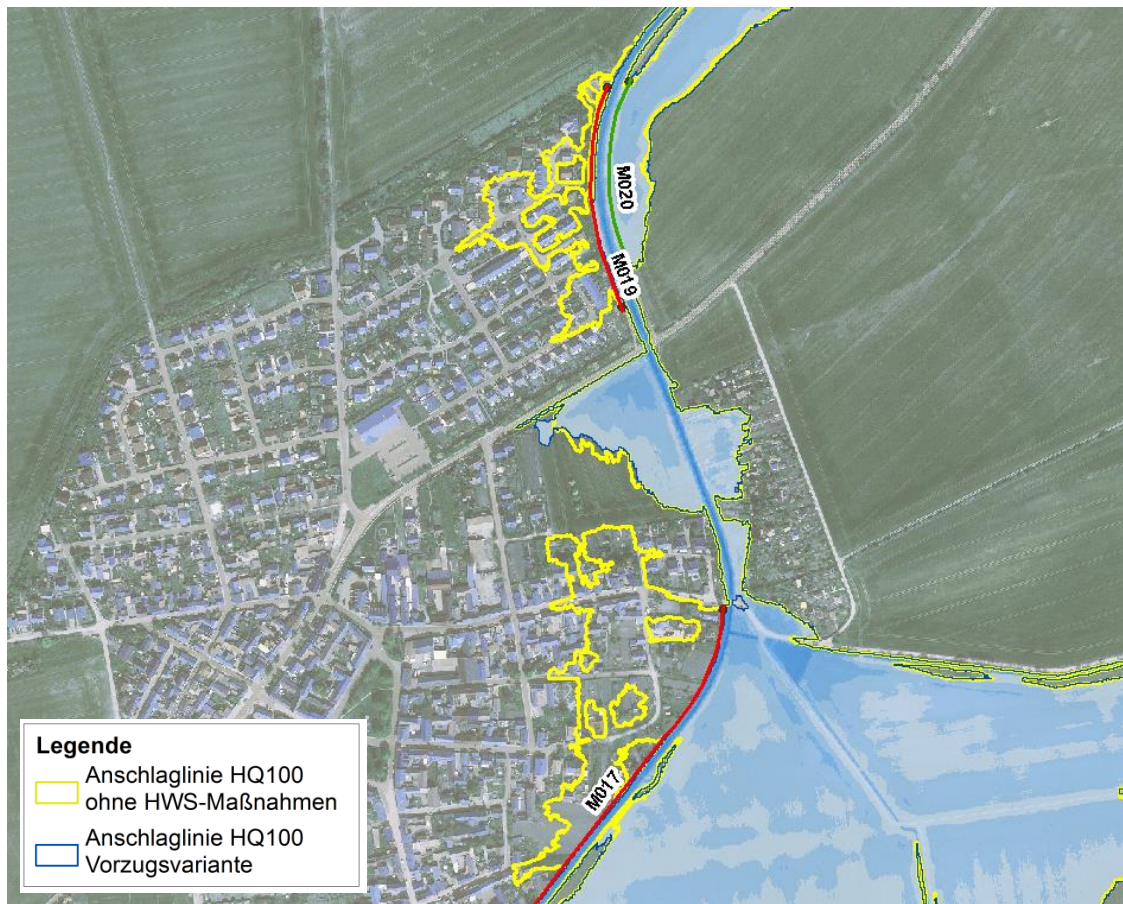 M020
M019
M017
Legende
Anschlaglinie HQ100
ohne HWS-Maßnahmen
Anschlaglinie HQ100
Vorzugsvariante